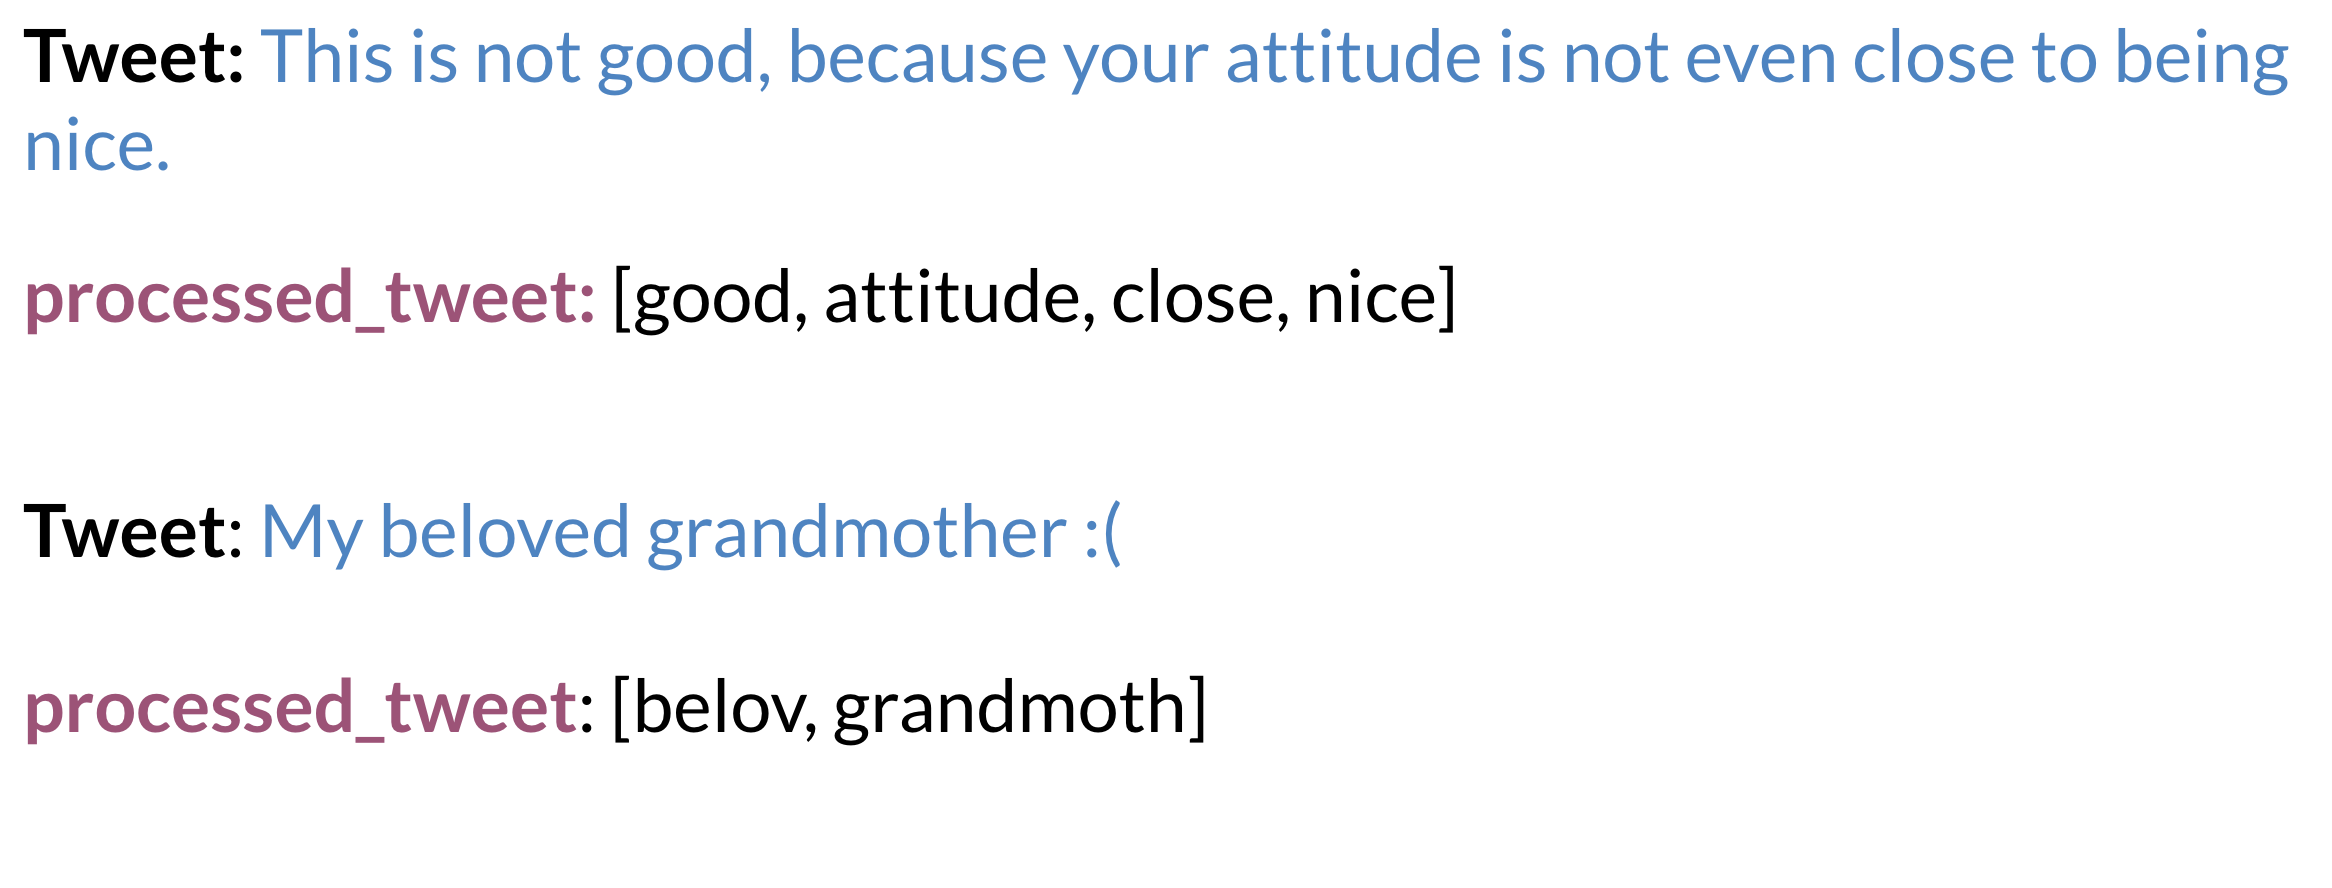 Tweet: This is not good, because your attitude is not even close to being
nice.
processed_tweet: [good, attitude, close, nice]
Tweet: My beloved grandmother :(
processed_tweet: [belov, grandmoth]